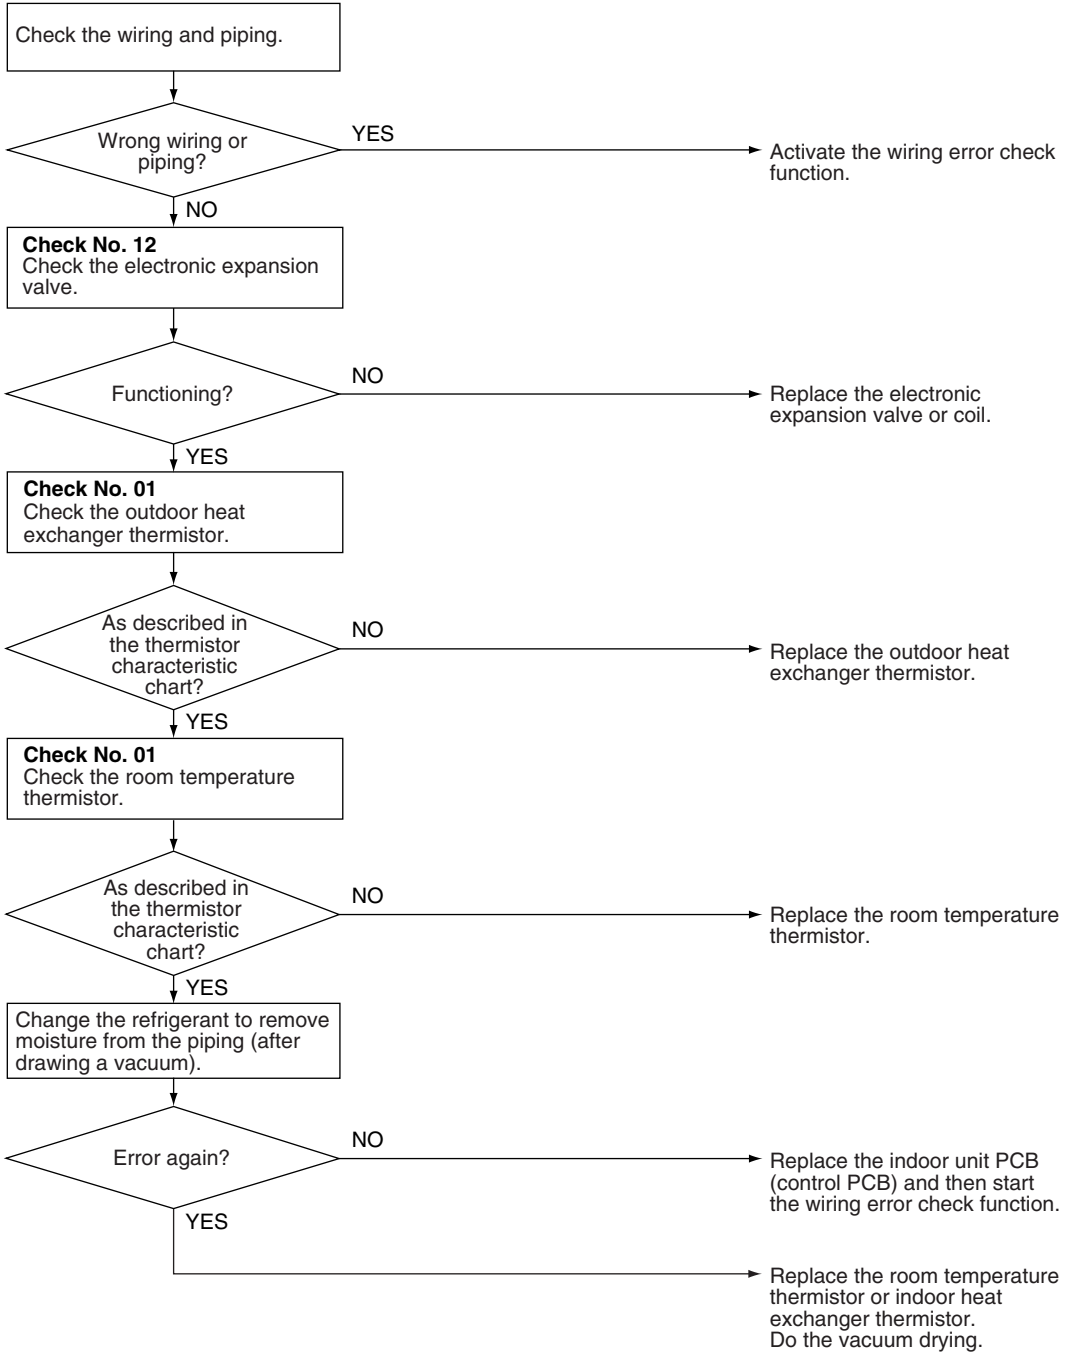 Check the wiring and piping.
Wrong wiring or
piping?
YES
Activate the wiring error check
function.
NO
Check No. 12
Check the electronic expansion
valve.
Functioning?
NO
Replace the electronic
expansion valve or coil.
YES
Check No. 01
Check the outdoor heat
exchanger thermistor.
As described in
the thermistor
characteristic
chart?
NO
Replace the outdoor heat
exchanger thermistor.
YES
Check No. 01
Check the room temperature
thermistor.
As described in
the thermistor
characteristic
chart?
NO
Replace the room temperature
thermistor.
YES
Change the refrigerant to remove
moisture from the piping (after
drawing a vacuum).
Error again?
NO
Replace the indoor unit PCB
(control PCB) and then start
the wiring error check function.
YES
Replace the room temperature
thermistor or indoor heat
exchanger thermistor.
Do the vacuum drying.